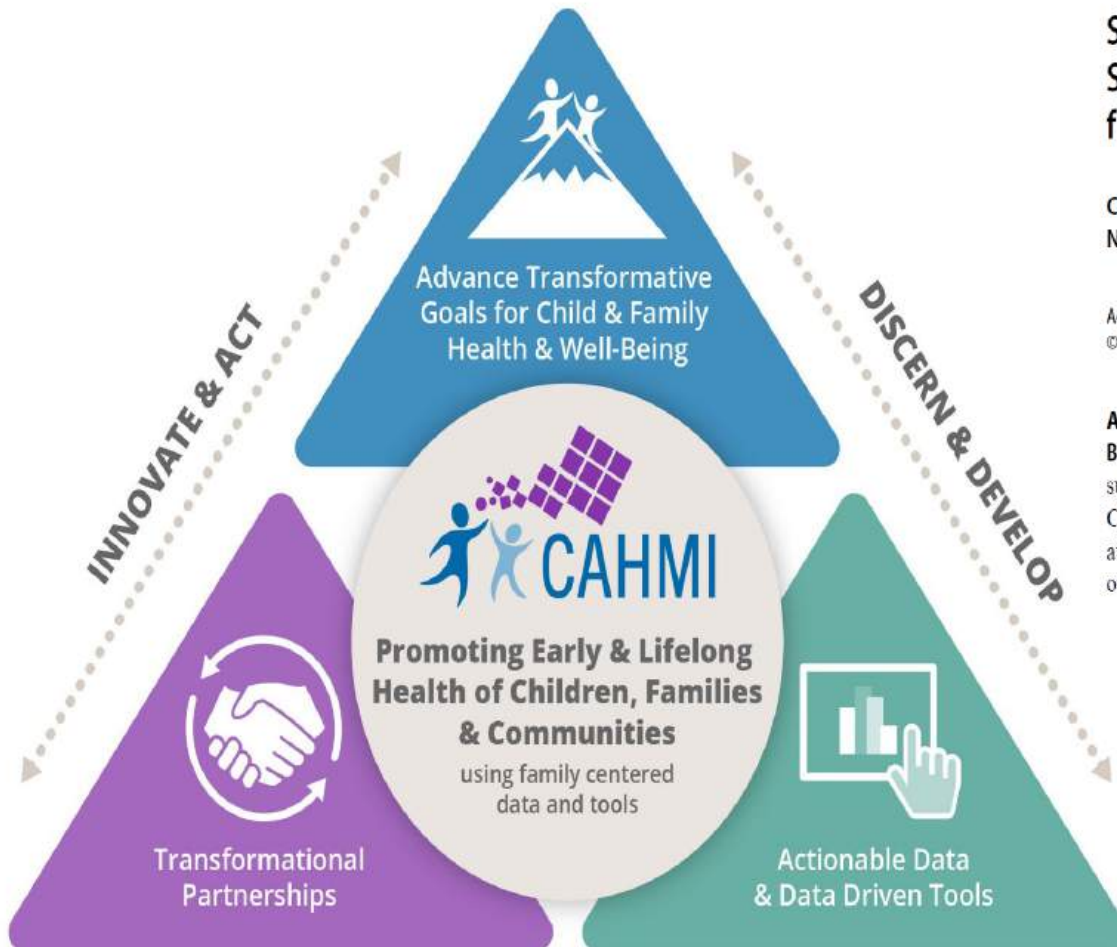 Advance Transformative
Goals for Child & Family
Health & Well-Being
INNOVATE & ACT
DISCERN & DEVELOP
CAHMI
Promoting Early & Lifelong
Health of Children, Families
& Communities
using family centered
data and tools
Transformational
Partnerships
Actionable Data
& Data Driven Tools